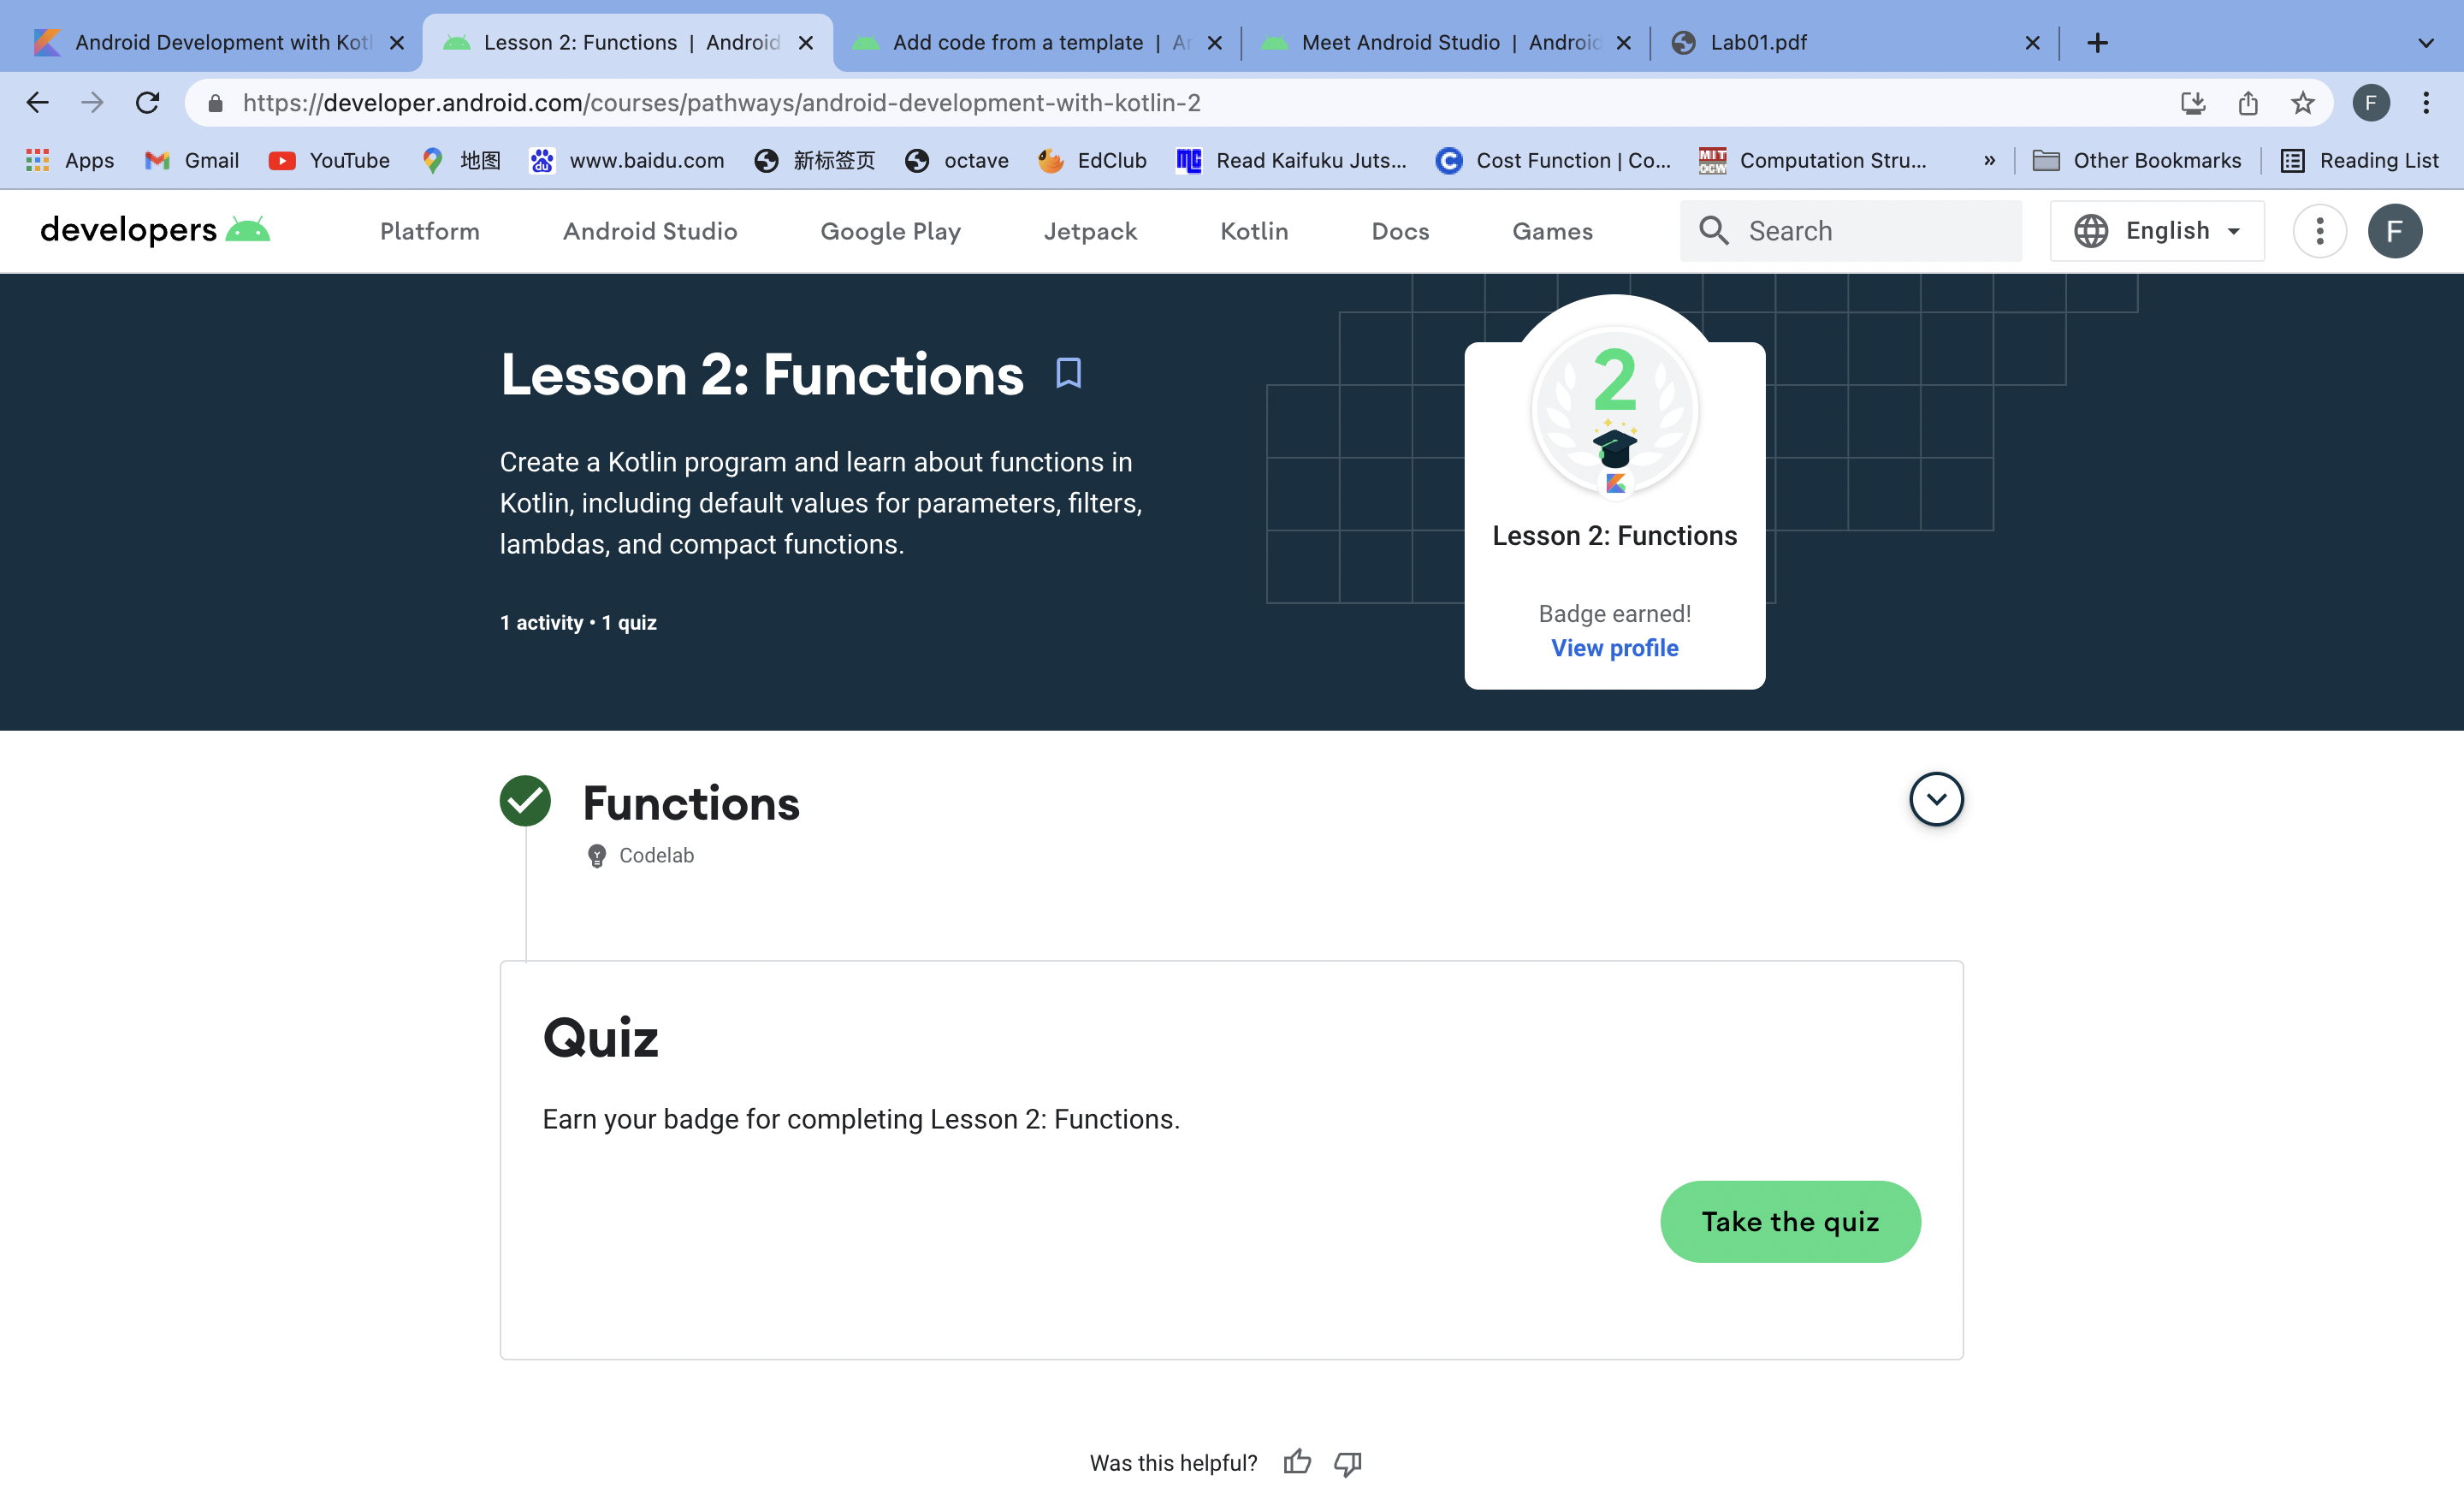 Android Development with Kotl
Lesson 2: Functions | Android
Add code from a template | Ar
Meet Android Studio | Android
Lab01.pdf
https://developer.android.com/courses/pathways/android-development-with-kotlin-2
F
Apps
Gmail
YouTube
地图
www.baidu.com
新标签页
octave
EdClub
Read Kaifuku Juts...
Cost Function | Co...
Computation Stru...
»
Other Bookmarks
Reading List
developers
Platform
Android Studio
Google Play
Jetpack
Kotlin
Docs
Games
Search
English
F
Lesson 2: Functions
Create a Kotlin program and learn about functions in
Kotlin, including default values for parameters, filters,
lambdas, and compact functions.
1 activity • 1 quiz
2
Lesson 2: Functions
Badge earned!
View profile
Functions
Codelab
Quiz
Earn your badge for completing Lesson 2: Functions.
Take the quiz
Was this helpful?